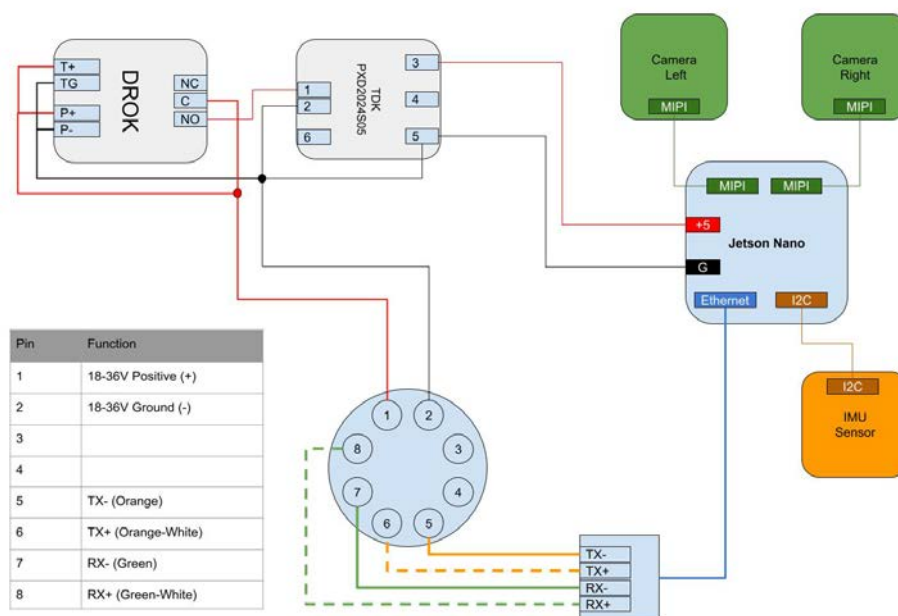 T+
TG
P+
P-
DROK
NC
C
NO
1
2
6
TDK
PXD2024S05
3
4
5
Camera
Left
MIPI
Camera
Right
MIPI
MIPI
MIPI
+5
Jetson Nano
G
Ethernet
I2C
I2C
IMU
Sensor
Pin Function
1 18-36V Positive (+)
2 18-36V Ground (-)
3
4
5 TX- (Orange)
6 TX+ (Orange-White)
7 RX- (Green)
8 RX+ (Green-White)
1
2
3
4
5
6
7
8
TX-
TX+
RX-
RX+